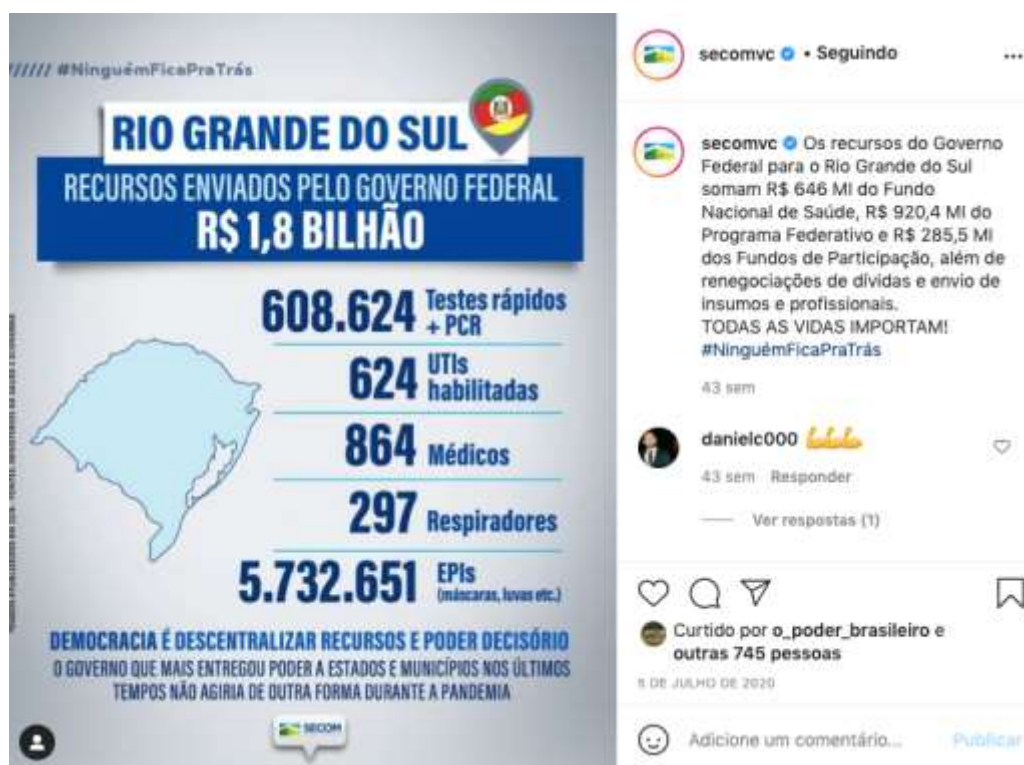 ////// #NinguémFicaPraTrás
RIO GRANDE DO SUL
RECURSOS ENVIADOS PELO GOVERNO FEDERAL
R$ 1,8 BILHÃO
608.624 Testes rápidos
+ PCR
624 UTIs
habilitadas
864 Médicos
297 Respiradores
5.732.651 EPIs
(máscaras, luvas etc.)
DEMOCRACIA É DESCENTRALIZAR RECURSOS E PODER DECISÓRIO
O GOVERNO QUE MAIS ENTREGOU PODER A ESTADOS E MUNICÍPIOS NOS ÚLTIMOS
TEMPOS NÃO AGIRIA DE OUTRA FORMA DURANTE A PANDEMIA
SECOM
secomvc • Seguindo
secomvc Os recursos do Governo
Federal para o Rio Grande do Sul
somam R$ 646 MI do Fundo
Nacional de Saúde, R$ 920,4 MI do
Programa Federativo e R$ 285,5 MI
dos Fundos de Participação, além de
renegociações de dívidas e envio de
insumos e profissionais.
TODAS AS VIDAS IMPORTAM!
#NinguémFicaPraTrás
43 sem
danielc000 💪💪💪
43 sem Responder
Ver respostas (1)
Curtido por o_poder_brasileiro e
outras 745 pessoas
DE JULHO DE 2020
Adicione um comentário... Publicar